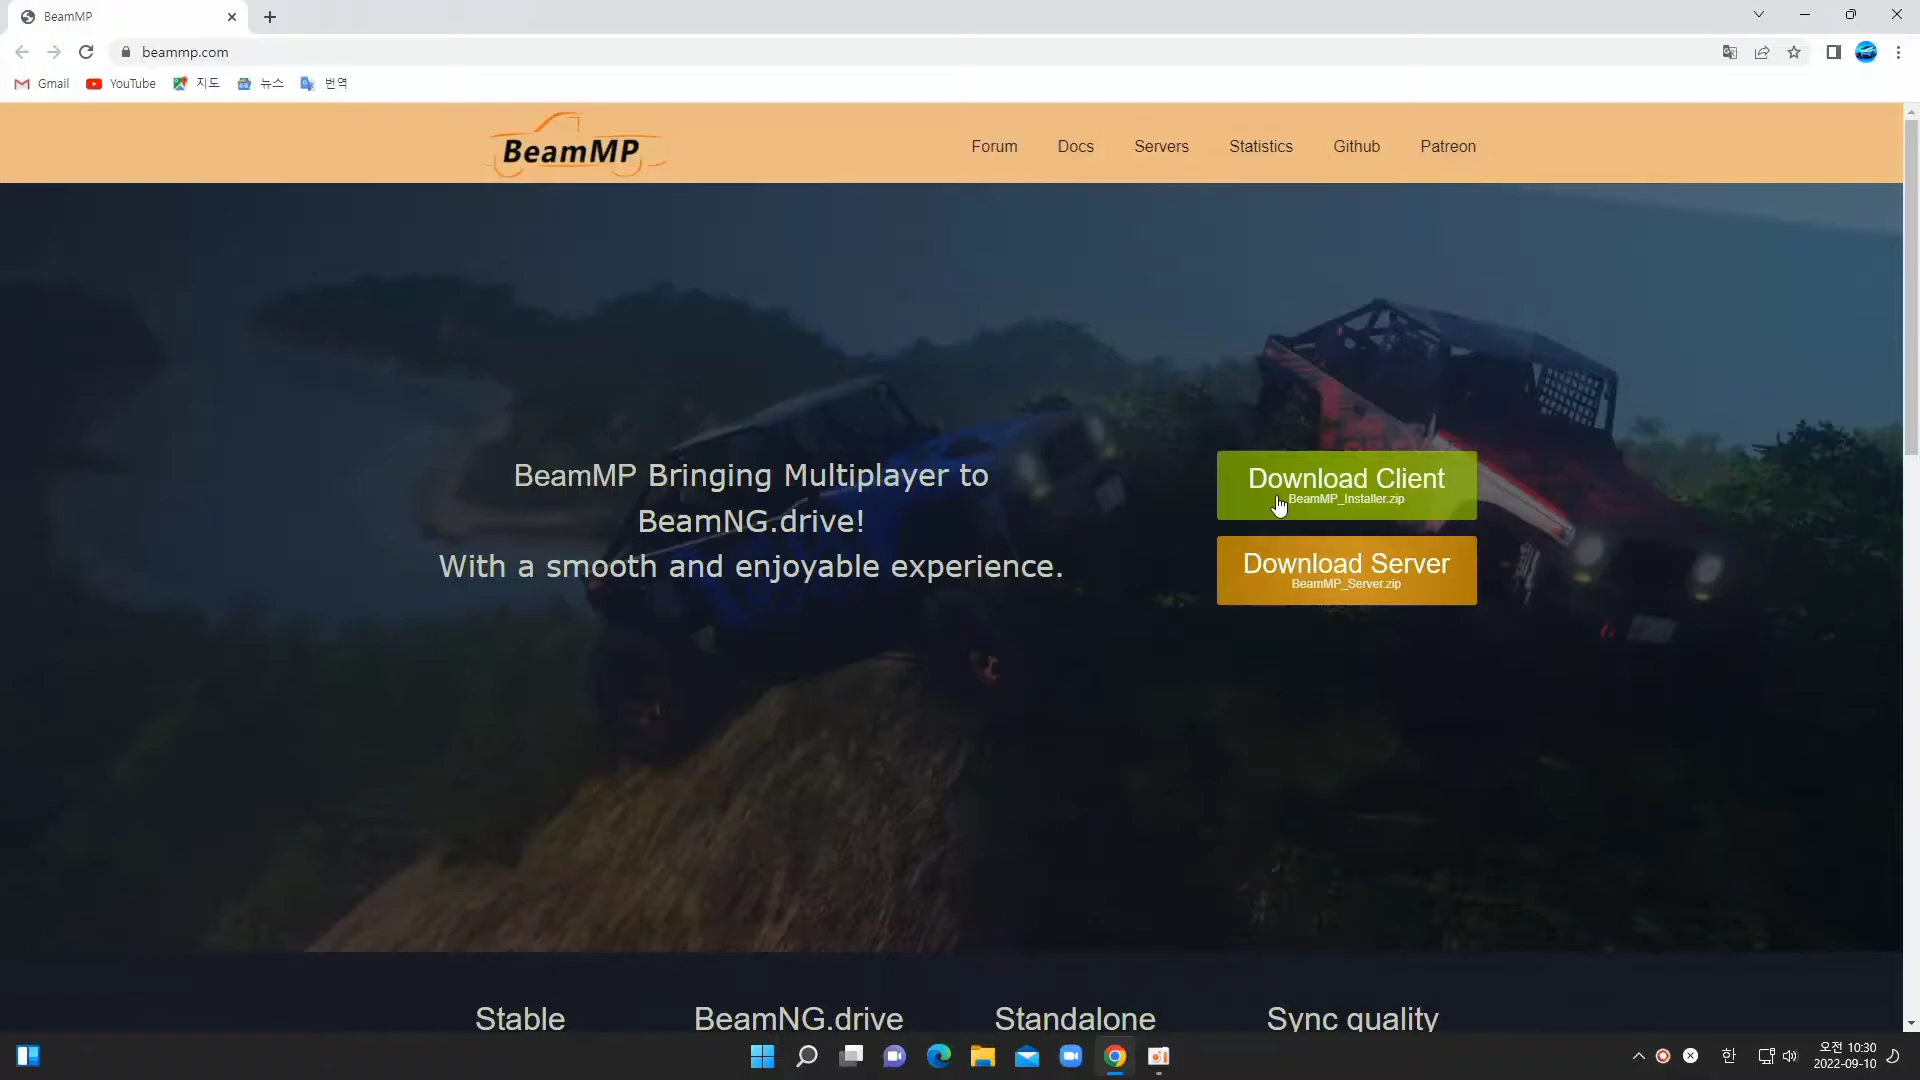 BeamMP
beammp.com
Gmail
YouTube
지도
뉴스
번역
BeamMP
Forum
Docs
Servers
Statistics
Github
Patreon
BeamMP Bringing Multiplayer to
BeamNG.drive!
With a smooth and enjoyable experience.
Download Client
BeamMP_Installer.zip
Download Server
BeamMP_Server.zip
Stable
BeamNG.drive
Standalone
Sync quality
한
오전 10:30
2022-09-10